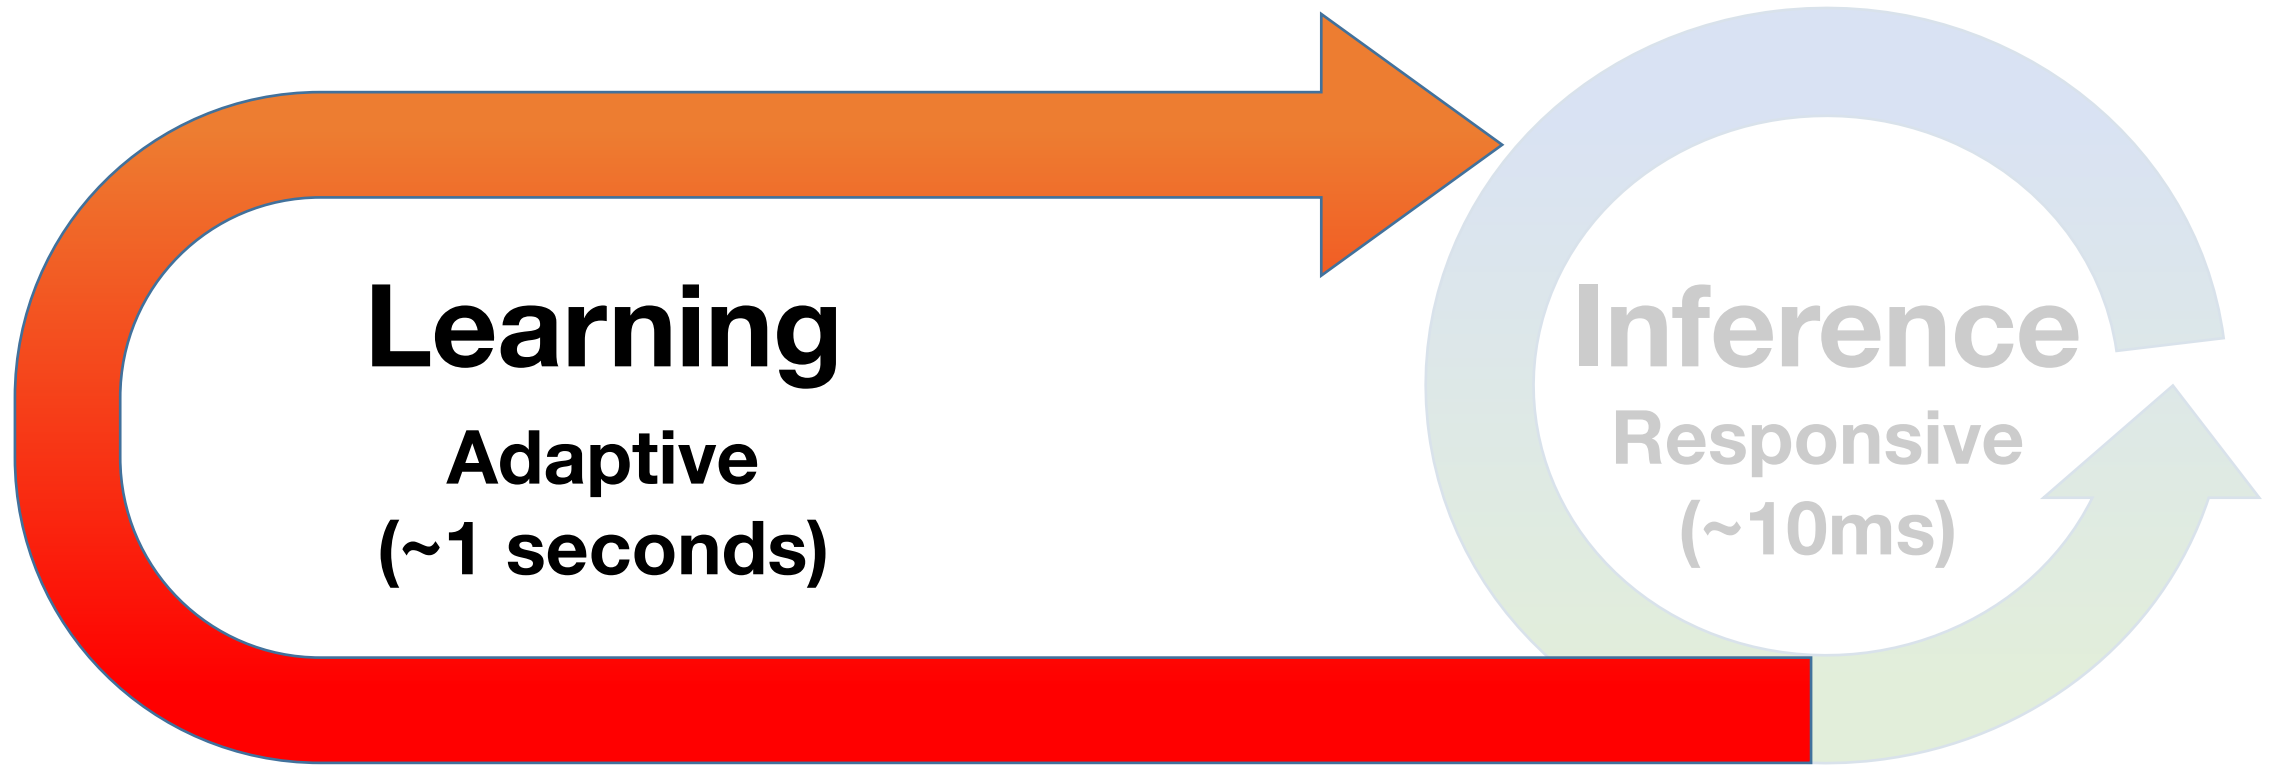 Learning
Adaptive
(~1 seconds)
Inference
Responsive
(~10ms)